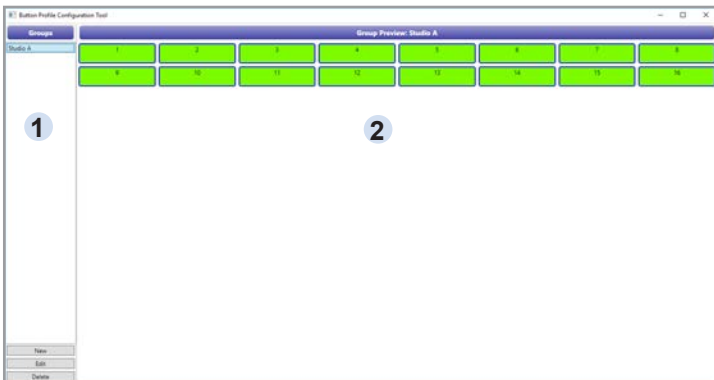 Button Profile Configuration Tool
Groups
Group Preview: Studio A
Studio A
1 2 3 4 5 6 7 8
9 10 11 12 13 14 15 16
1
2
New
Edit
Delete